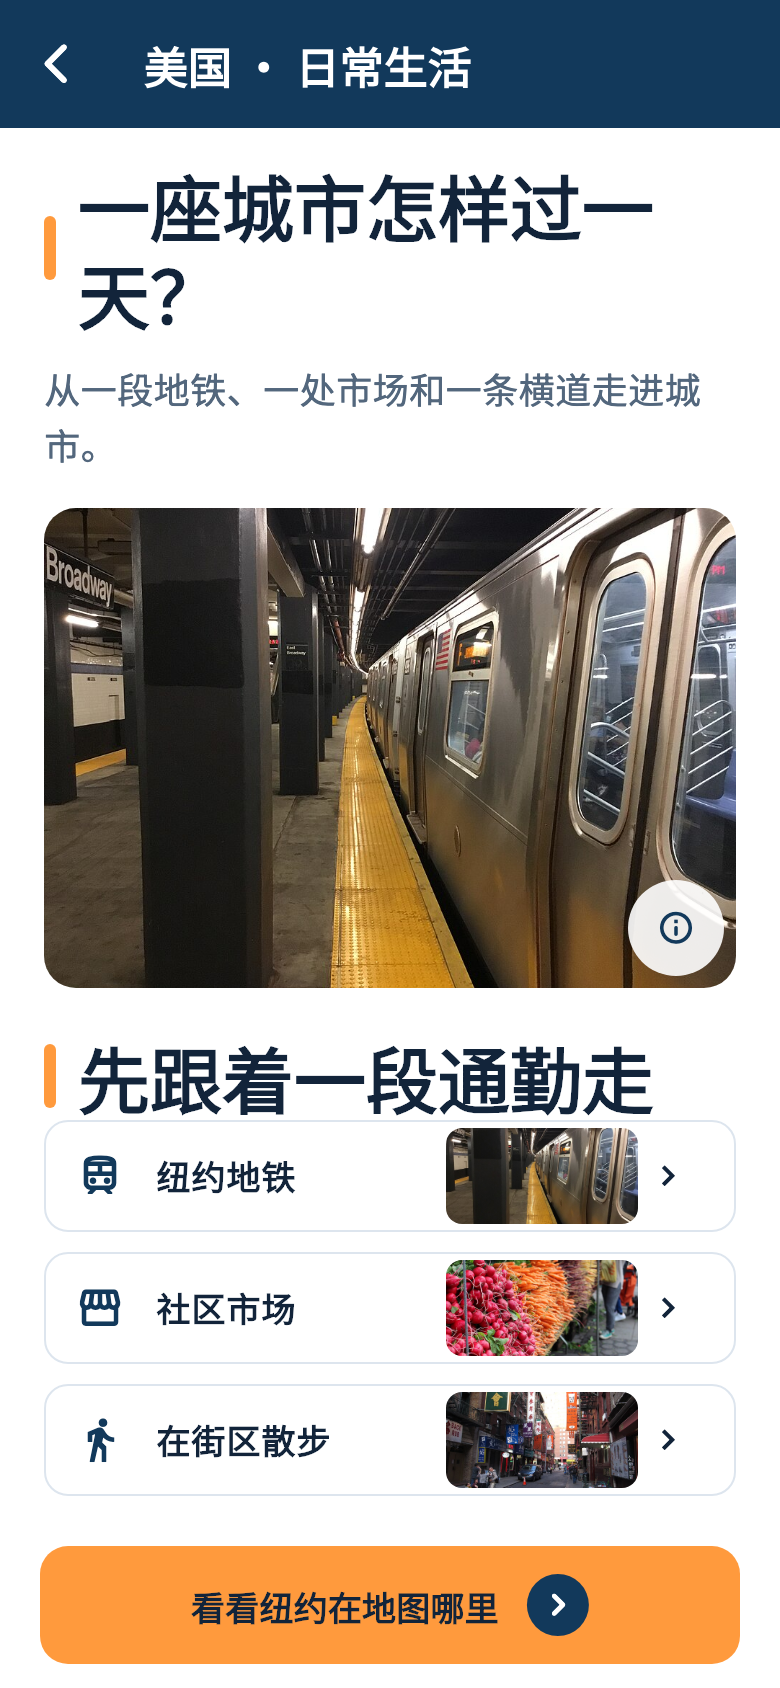 美国 · 日常生活
一座城市怎样过一
天?
从一段地铁、一处市场和一条横道走进城
市。
Broadway
East
Broadway
先跟着一段通勤走
纽约地铁
社区市场
在街区散步
看看纽约在地图哪里